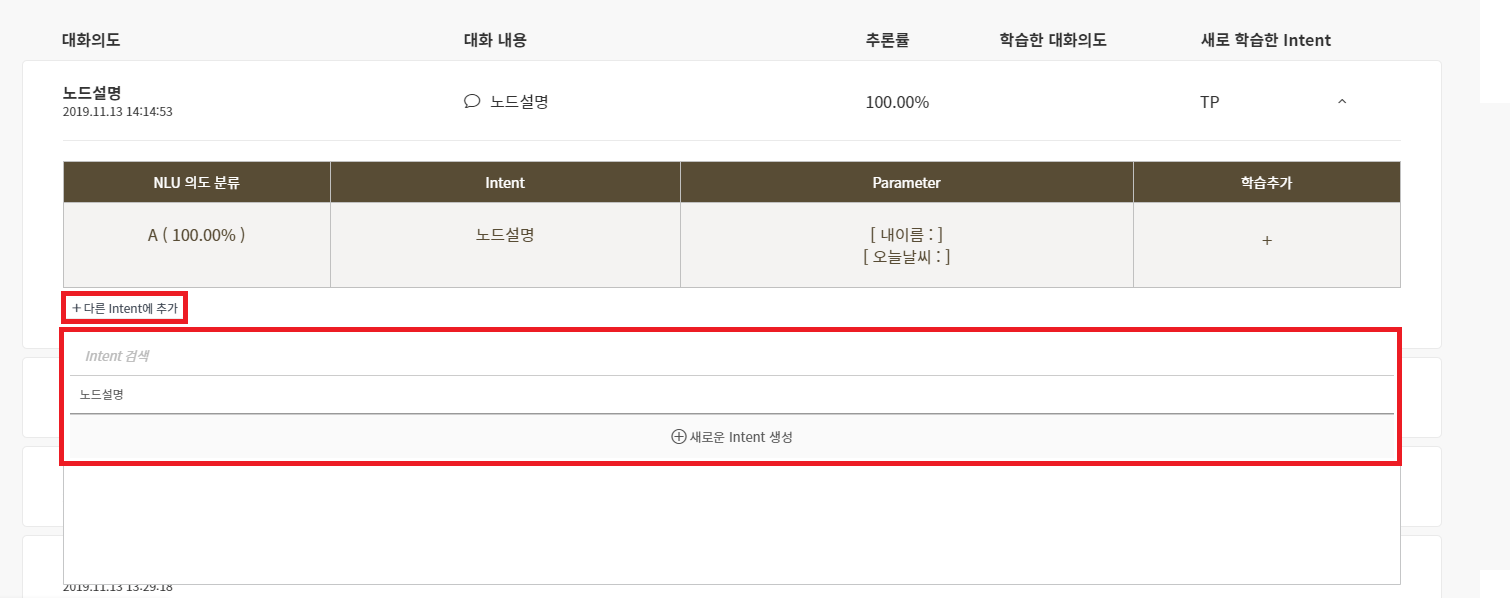 대화의도 대화 내용 추론률 학습한 대화의도 새로 학습한 Intent
노드설명
2019.11.13 14:14:53
노드설명 100.00% TP
NLU 의도 분류 Intent Parameter 학습추가
A ( 100.00% ) 노드설명 [ 내이름 : ] +
[ 오늘날씨 : ]
+ 다른 Intent에 추가
Intent 검색
노드설명
새로운 Intent 생성
2019.11.13 13:29:18